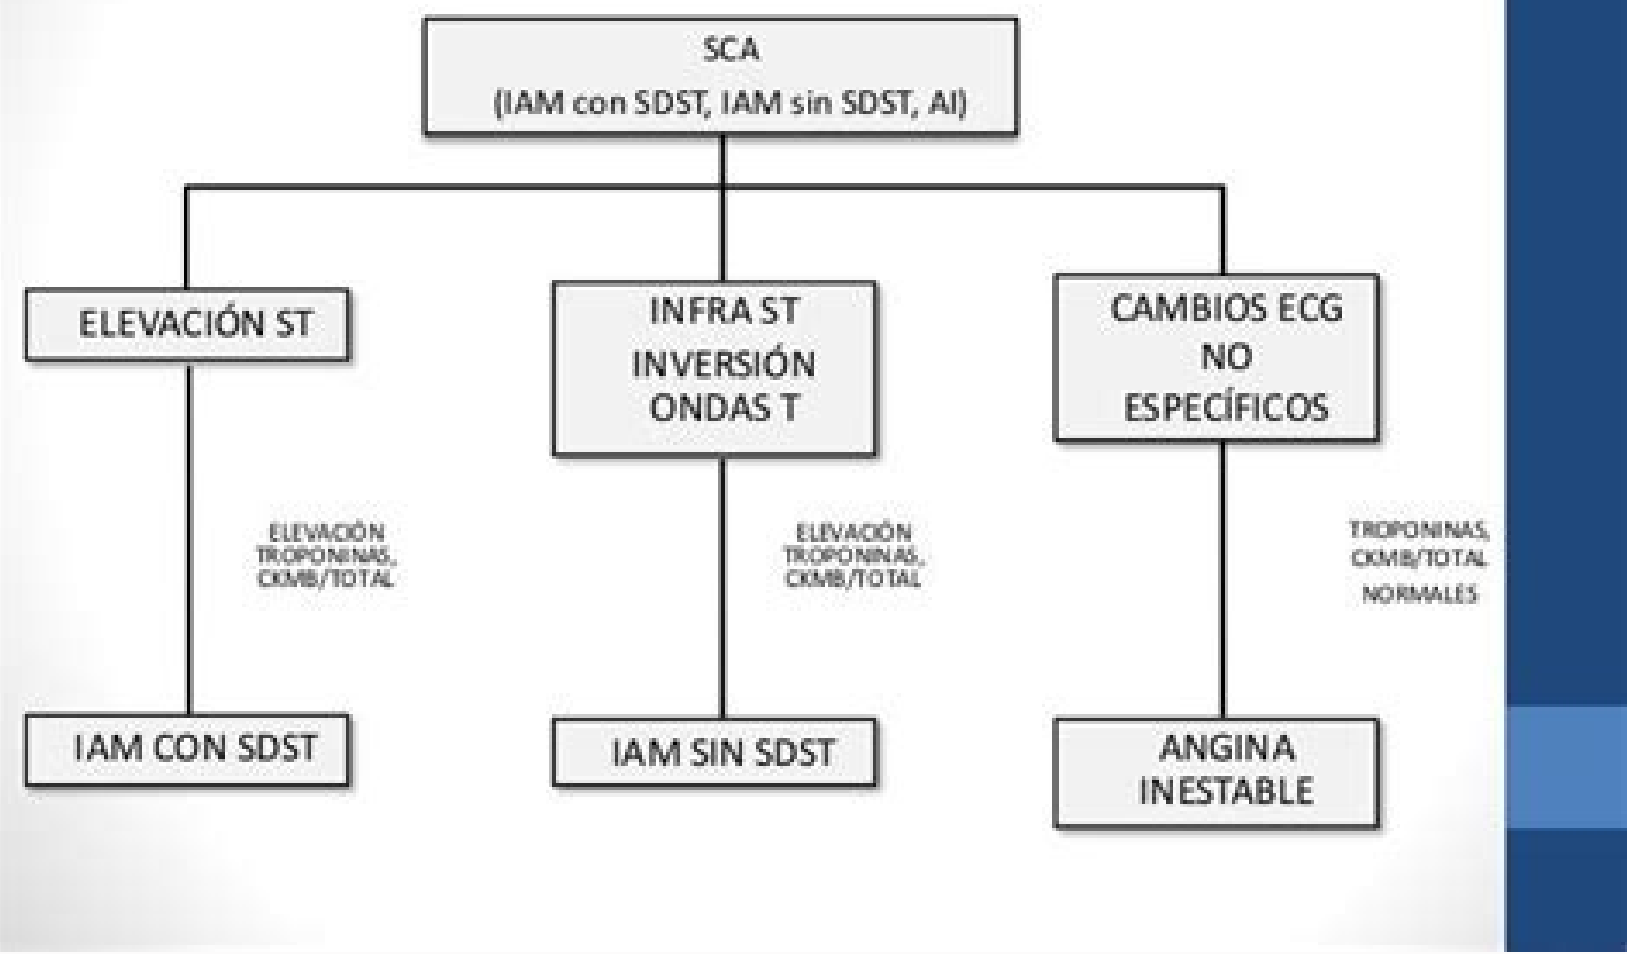 SCA
(IAM con SDST, IAM sin SDST, AI)
ELEVACIÓN ST
INFRA ST
INVERSIÓN
ONDAS T
CAMBIOS ECG
NO
ESPECÍFICOS
ELEVACIÓN
TROPONINAS,
CKMB/TOTAL
ELEVACIÓN
TROPONINAS,
CKMB/TOTAL
TROPONINAS,
CKMB/TOTAL
NORMALES
IAM CON SDST
IAM SIN SDST
ANGINA
INESTABLE